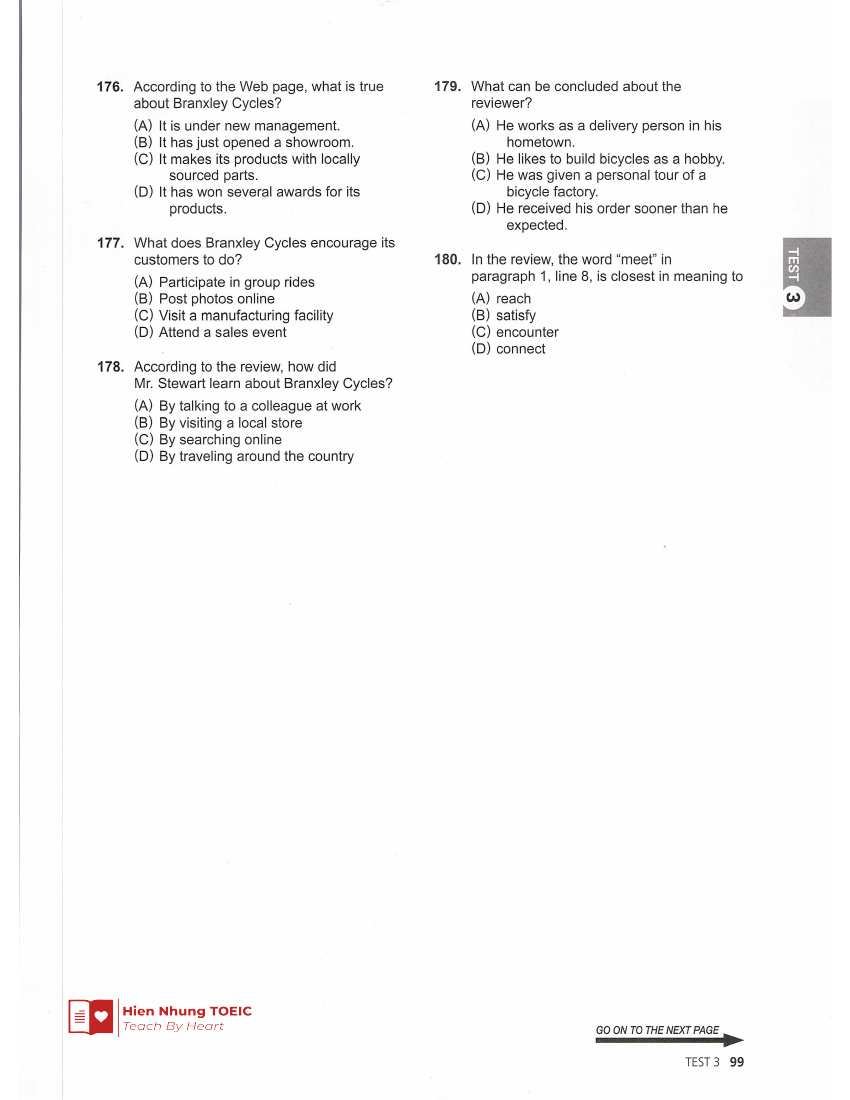 176. According to the Web page, what is true
about Branxley Cycles?
(A) It is under new management.
(B) It has just opened a showroom.
(C) It makes its products with locally
sourced parts.
(D) It has won several awards for its
products.
177. What does Branxley Cycles encourage its
customers to do?
(A) Participate in group rides
(B) Post photos online
(C) Visit a manufacturing facility
(D) Attend a sales event
178. According to the review, how did
Mr. Stewart learn about Branxley Cycles?
(A) By talking to a colleague at work
(B) By visiting a local store
(C) By searching online
(D) By traveling around the country
179. What can be concluded about the
reviewer?
(A) He works as a delivery person in his
hometown.
(B) He likes to build bicycles as a hobby.
(C) He was given a personal tour of a
bicycle factory.
(D) He received his order sooner than he
expected.
180. In the review, the word “meet” in
paragraph 1, line 8, is closest in meaning to
(A) reach
(B) satisfy
(C) encounter
(D) connect
TEST 3
Hien Nhung TOEIC
Teach By Heart
GO ON TO THE NEXT PAGE
TEST 3 99